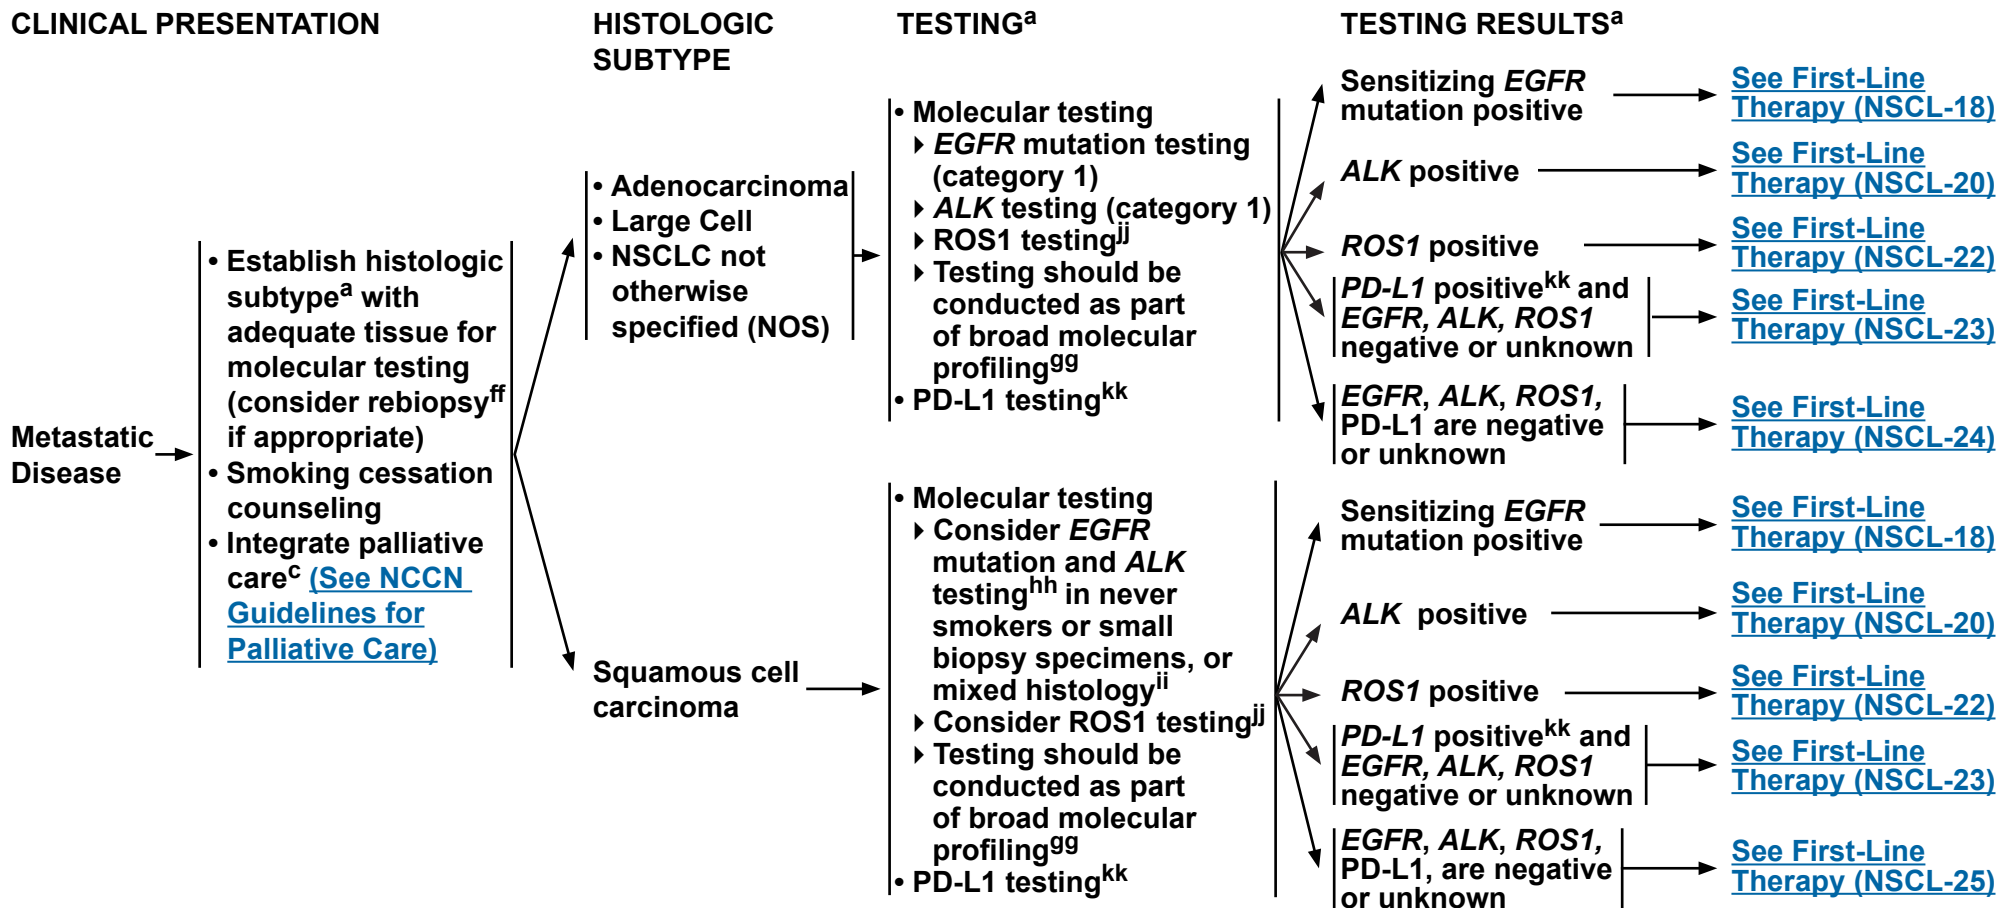 CLINICAL PRESENTATION
HISTOLOGIC
SUBTYPE
TESTINGa
TESTING RESULTSa
Metastatic
Disease
• Establish histologic
subtypea with
adequate tissue for
molecular testing
(consider rebiopsyff
if appropriate)
• Smoking cessation
counseling
• Integrate palliative
carec (See NCCN
Guidelines for
Palliative Care)
• Adenocarcinoma
• Large Cell
• NSCLC not
otherwise
specified (NOS)
• Molecular testing
EGFR mutation testing
(category 1)
ALK testing (category 1)
ROS1 testingjj
Testing should be
conducted as part
of broad molecular
profilinggg
• PD-L1 testingkk
Sensitizing EGFR
mutation positive
See First-Line
Therapy (NSCL-18)
ALK positive
See First-Line
Therapy (NSCL-20)
ROS1 positive
See First-Line
Therapy (NSCL-22)
PD-L1 positivekk and
EGFR, ALK, ROS1
negative or unknown
See First-Line
Therapy (NSCL-23)
EGFR, ALK, ROS1,
PD-L1 are negative
or unknown
See First-Line
Therapy (NSCL-24)
Squamous cell
carcinoma
• Molecular testing
Consider EGFR
mutation and ALK
testinghh in never
smokers or small
biopsy specimens, or
mixed histologyii
Consider ROS1 testingjj
Testing should be
conducted as part
of broad molecular
profilinggg
• PD-L1 testingkk
Sensitizing EGFR
mutation positive
See First-Line
Therapy (NSCL-18)
ALK positive
See First-Line
Therapy (NSCL-20)
ROS1 positive
See First-Line
Therapy (NSCL-22)
PD-L1 positivekk and
EGFR, ALK, ROS1
negative or unknown
See First-Line
Therapy (NSCL-23)
EGFR, ALK, ROS1,
PD-L1, are negative
or unknown
See First-Line
Therapy (NSCL-25)